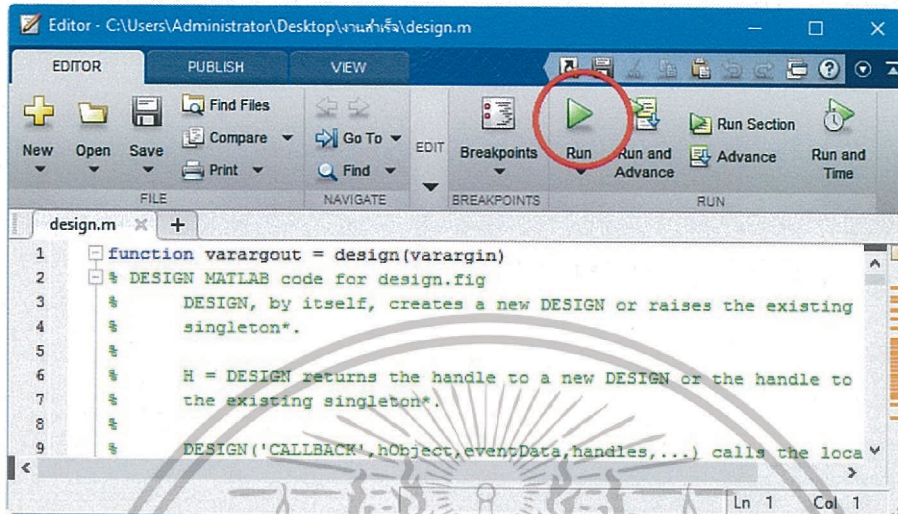 Editor - C:\Users\Administrator\Desktop\งานสำเร็จ\design.m
EDITOR PUBLISH VIEW
New Open Save Find Files Compare Print
FILE
Go To Find
NAVIGATE
EDIT
Breakpoints
BREAKPOINTS
Run Run and Advance Run Section Advance Run and Time
RUN
design.m
1 function varargout = design(varargin)
2 % DESIGN MATLAB code for design.fig
3 % DESIGN, by itself, creates a new DESIGN or raises the existing
4 % singleton*.
5 %
6 % H = DESIGN returns the handle to a new DESIGN or the handle to
7 % the existing singleton*.
8 %
9 % DESIGN('CALLBACK',hObject,eventData,handles,...) calls the loca
Ln 1 Col 1